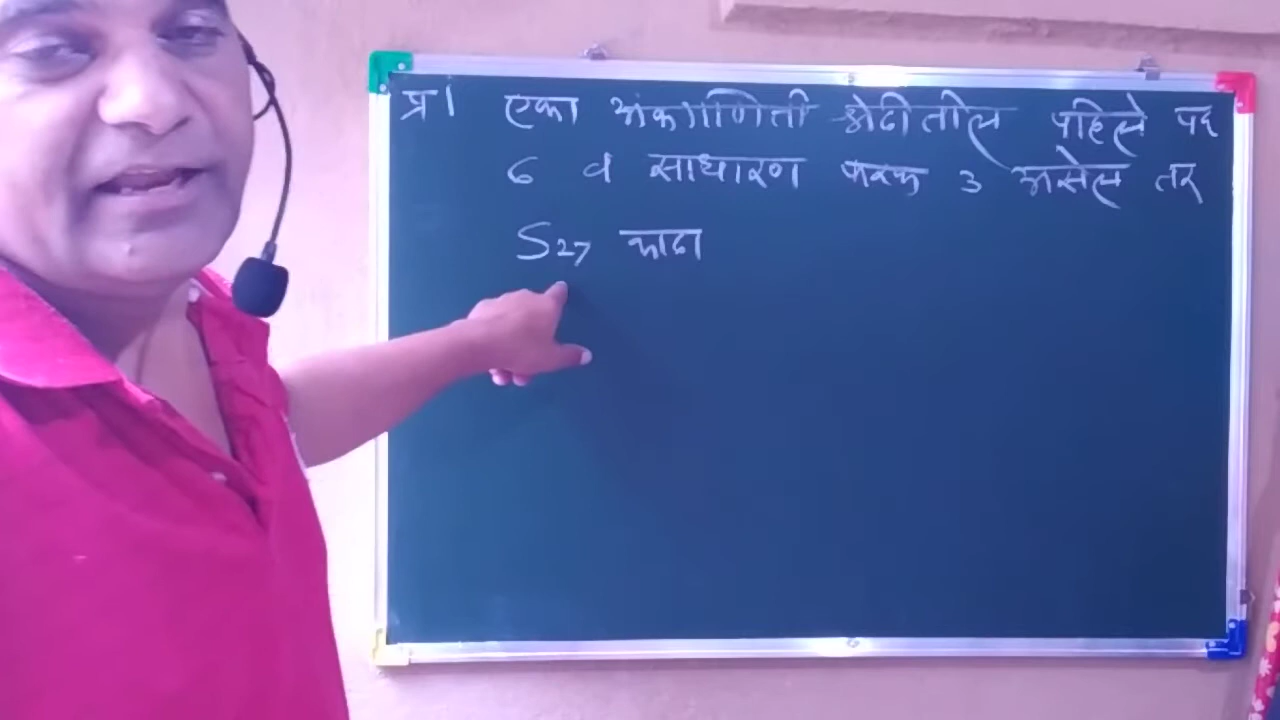 प्र। एका अंकगणिती श्रेढीतील पहिले पद
6 व साधारण फरक 3 असेल तर
S27 काढा